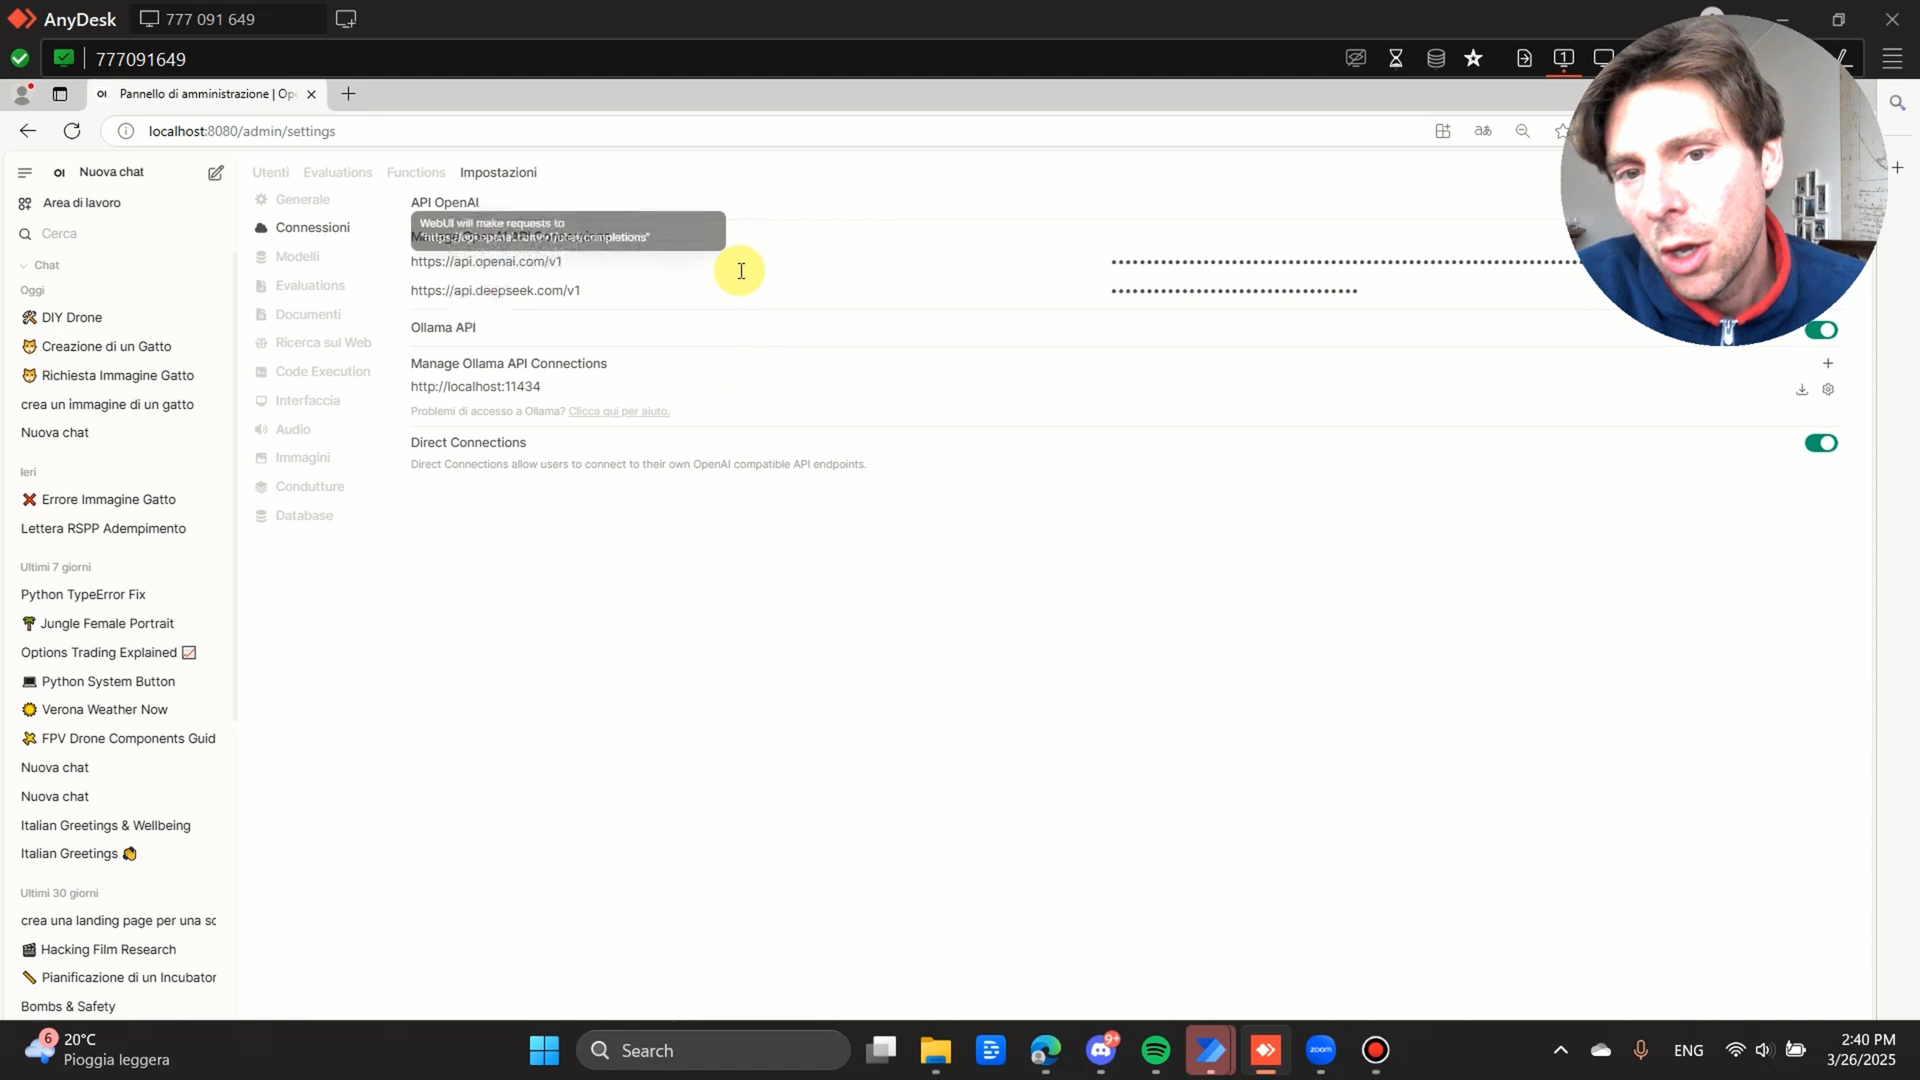 AnyDesk
777 091 649
777091649
Pannello di amministrazione | Op
localhost:8080/admin/settings
Nuova chat
Area di lavoro
Cerca
Chat
Oggi
DIY Drone
Creazione di un Gatto
Richiesta Immagine Gatto
crea un immagine di un gatto
Nuova chat
Ieri
Errore Immagine Gatto
Lettera RSPP Adempimento
Ultimi 7 giorni
Python TypeError Fix
Jungle Female Portrait
Options Trading Explained
Python System Button
Verona Weather Now
FPV Drone Components Guid
Nuova chat
Nuova chat
Italian Greetings & Wellbeing
Italian Greetings
Ultimi 30 giorni
crea una landing page per una sc
Hacking Film Research
Pianificazione di un Incubator
Bombs & Safety
Utenti Evaluations Functions Impostazioni
Generale
Connessioni
Modelli
Evaluations
Documenti
Ricerca sul Web
Code Execution
Interfaccia
Audio
Immagini
Condutture
Database
API OpenAI
WebUI will make requests to
https://api.openai.com/v1
https://api.deepseek.com/v1
Ollama API
Manage Ollama API Connections
http://localhost:11434
Problemi di accesso a Ollama? Clicca qui per aiuto.
Direct Connections
Direct Connections allow users to connect to their own OpenAI compatible API endpoints.
6
20°C
Pioggia leggera
Search
9+
zoom
ENG
2:40 PM
3/26/2025